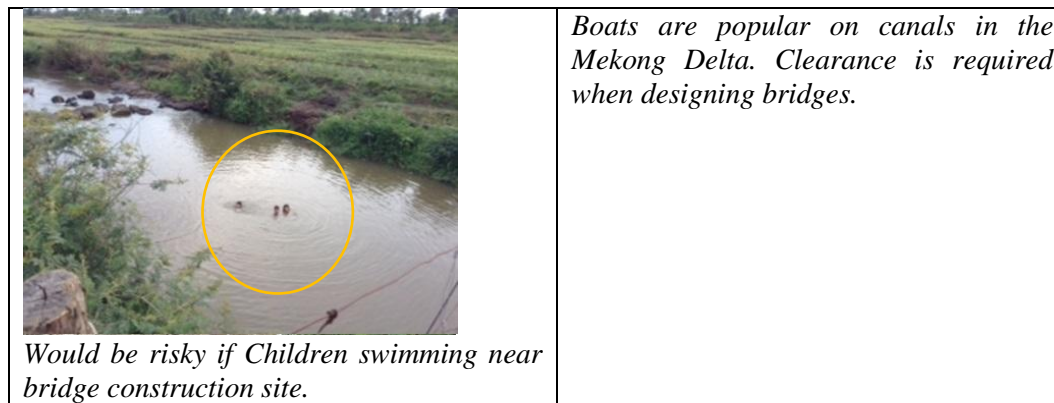 Would be risky if Children swimming near
bridge construction site.
Boats are popular on canals in the
Mekong Delta. Clearance is required
when designing bridges.